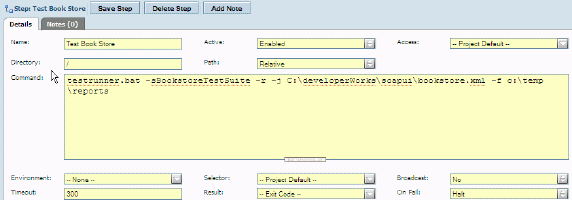 Step: Test Book Store Save Step Delete Step Add Note
Details Notes (0)
Name: Test Book Store Active: Enabled Access: -- Project Default --
Directory: / Path: Relative
Command: testrunner.bat -sBookstoreTestSuite -r -j C:\developerWorks\soapui\bookstore.xml -f c:\temp
\reports
Environment: -- None -- Selector: -- Project Default -- Broadcast: No
Timeout: 300 Result: -- Exit Code -- On Fail: Halt